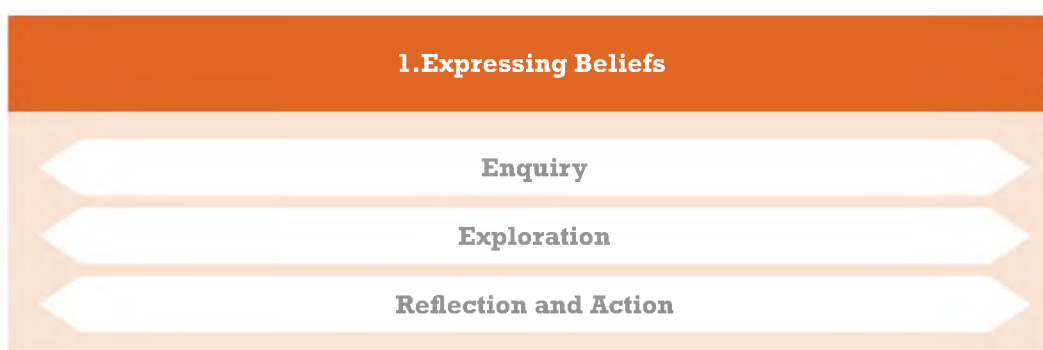 1.Expressing Beliefs
Enquiry
Exploration
Reflection and Action